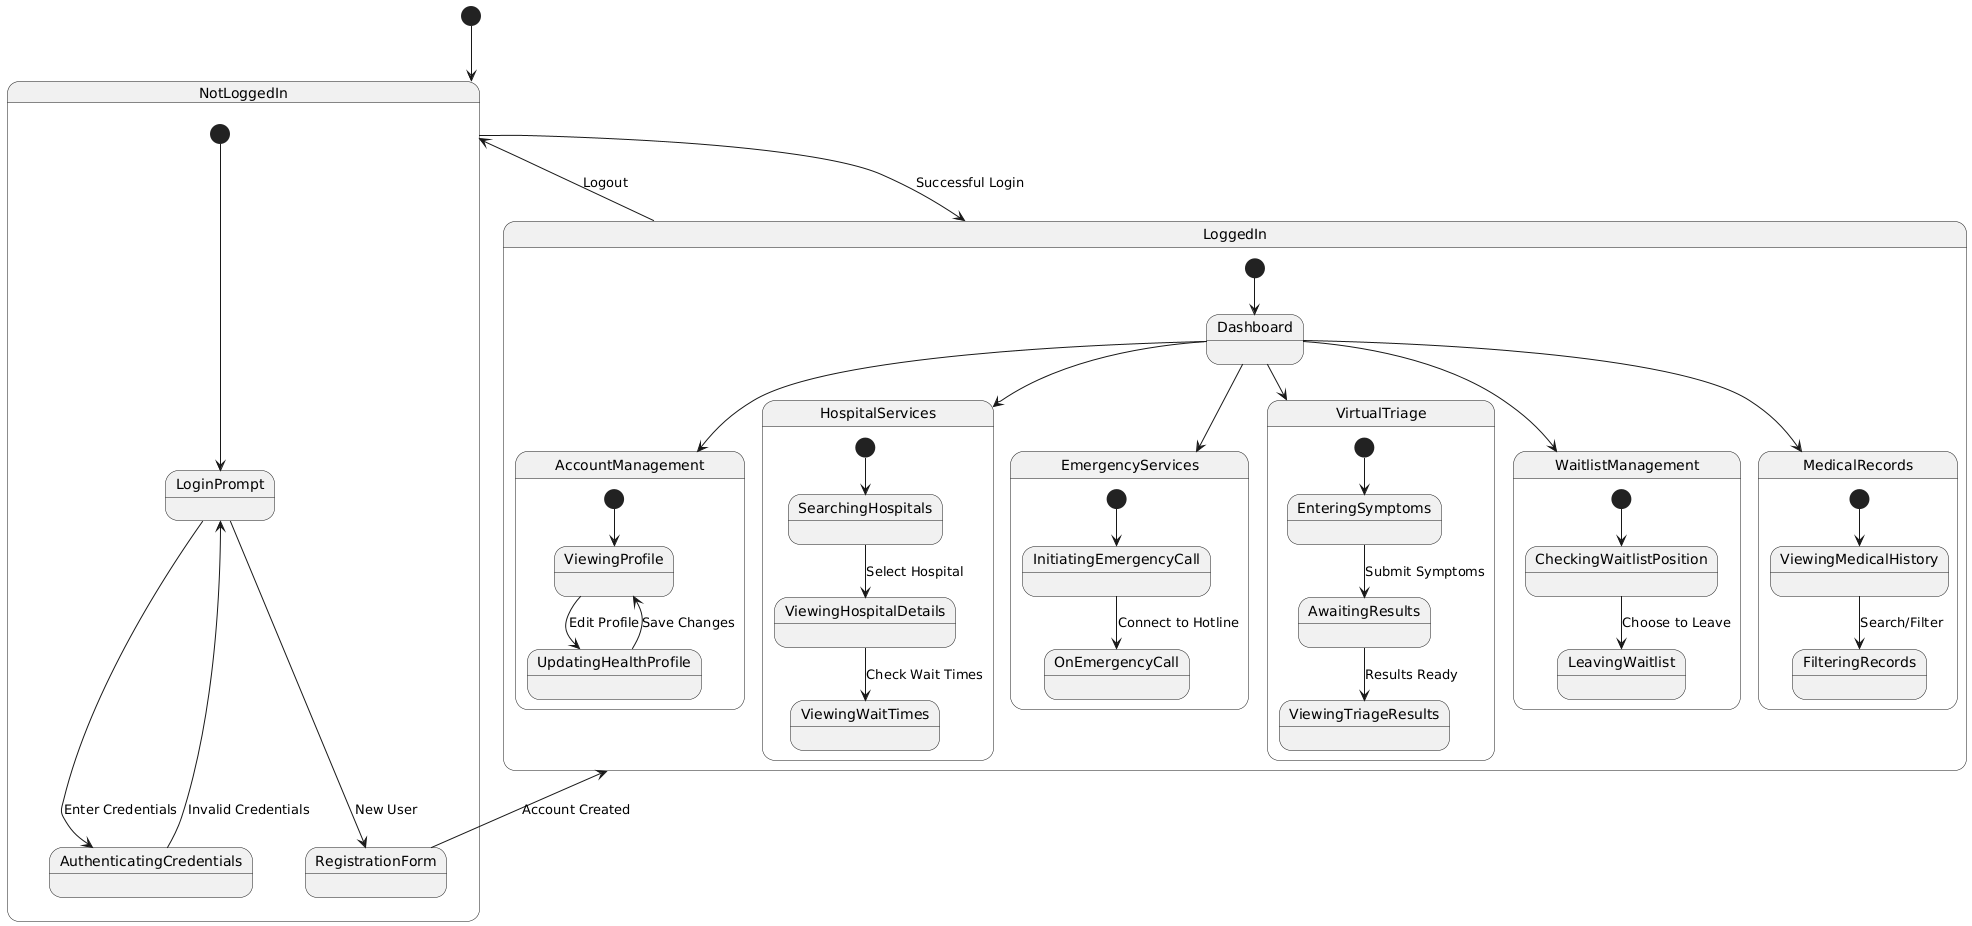 NotLoggedIn
Logout
Successful Login
LoggedIn
Dashboard
HospitalServices
VirtualTriage
AccountManagement
EmergencyServices
WaitlistManagement
MedicalRecords
LoginPrompt
SearchingHospitals
EnteringSymptoms
ViewingProfile
InitiatingEmergencyCall
CheckingWaitlistPosition
ViewingMedicalHistory
Select Hospital
Submit Symptoms
ViewingHospitalDetails
AwaitingResults
Edit Profile
Save Changes
Connect to Hotline
Choose to Leave
Search/Filter
UpdatingHealthProfile
OnEmergencyCall
LeavingWaitlist
FilteringRecords
Check Wait Times
Results Ready
ViewingWaitTimes
ViewingTriageResults
Enter Credentials
Invalid Credentials
New User
Account Created
AuthenticatingCredentials
RegistrationForm